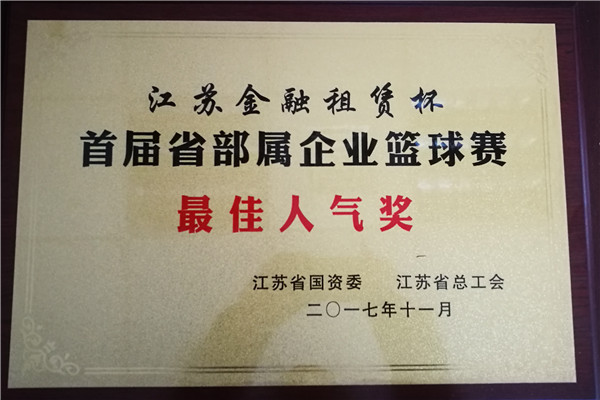 江苏金融租赁杯
首届省部属企业篮球赛
最佳人气奖
江苏省国资委 江苏省总工会
二〇一七年十一月